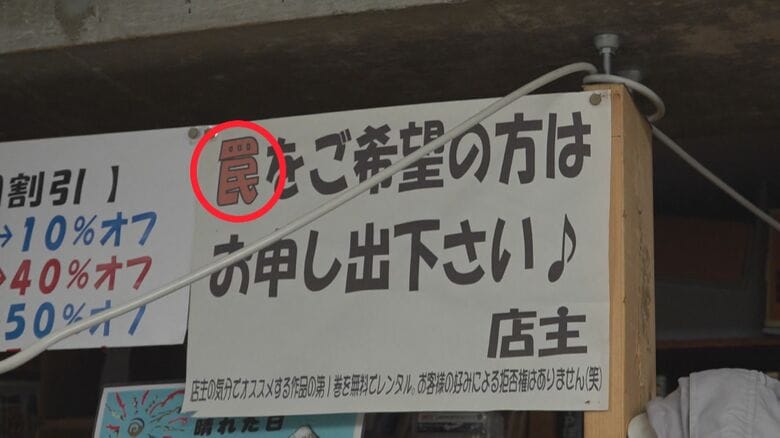 罠をご希望の方は
お申し出下さい♪
店主
店主の気分でオススメする作品の第1巻を無料でレンタル。お客様の好みによる拒否権はありません(笑)
割引】
→10%オフ
→40%オフ
50%オフ
晴れた日